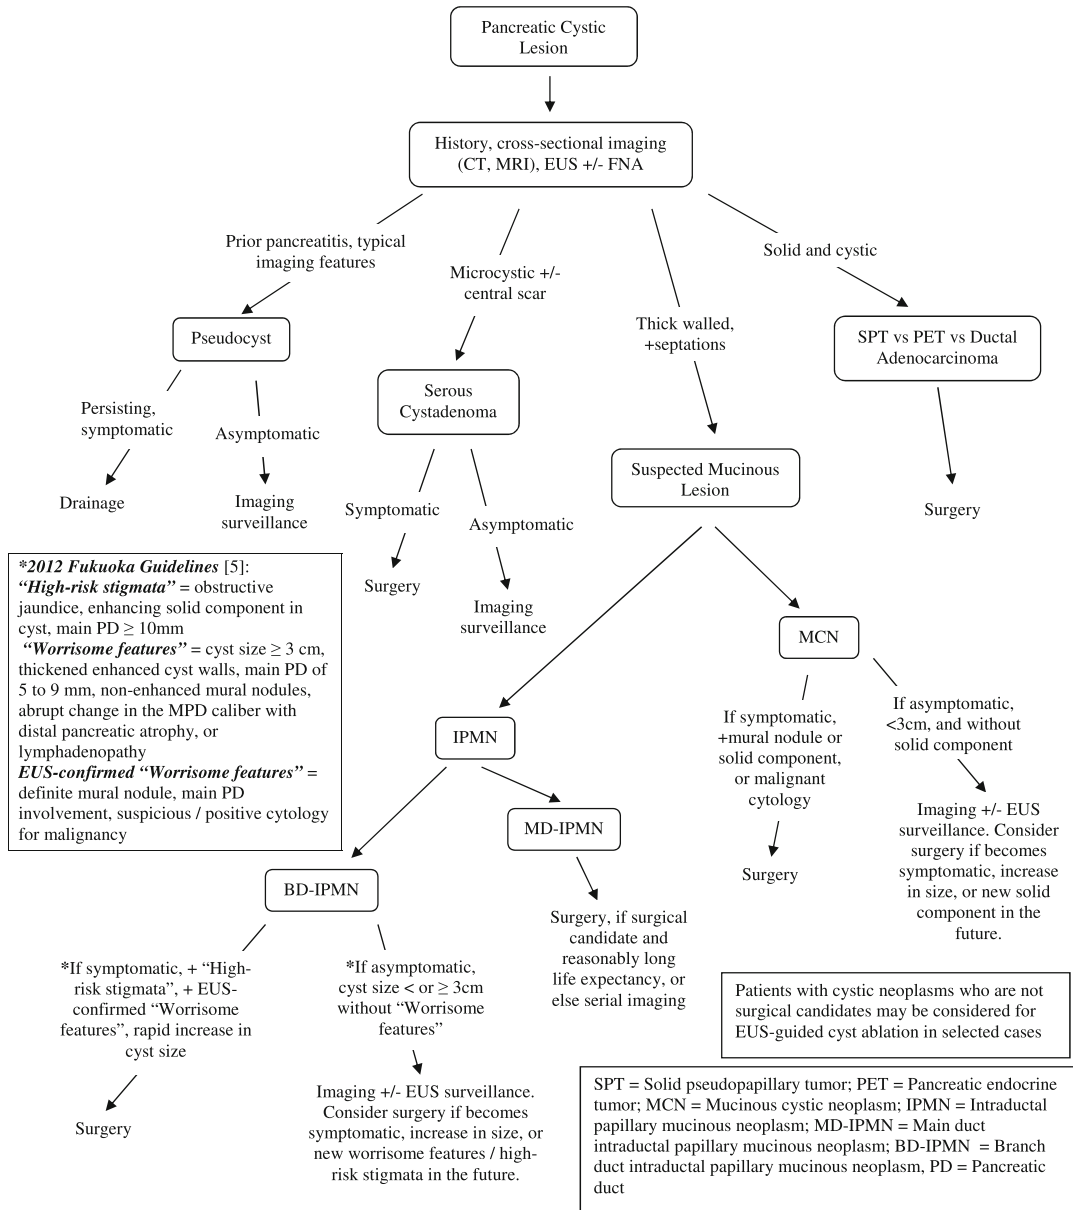 Pancreatic Cystic
Lesion
History, cross-sectional imaging
(CT, MRI), EUS +/- FNA
Prior pancreatitis, typical
imaging features
Microcystic +/-
central scar
Thick walled,
+septations
Solid and cystic
Pseudocyst
Serous
Cystadenoma
Suspected Mucinous
Lesion
SPT vs PET vs Ductal
Adenocarcinoma
Persisting,
symptomatic
Asymptomatic
Drainage
Imaging
surveillance
Symptomatic
Asymptomatic
Surgery
Imaging
surveillance
Surgery
*2012 Fukuoka Guidelines [5]:
“High-risk stigmata” = obstructive
jaundice, enhancing solid component in
cyst, main PD ≥ 10mm
“Worrisome features” = cyst size ≥ 3 cm,
thickened enhanced cyst walls, main PD of
5 to 9 mm, non-enhanced mural nodules,
abrupt change in the MPD caliber with
distal pancreatic atrophy, or
lymphadenopathy
EUS-confirmed “Worrisome features” =
definite mural nodule, main PD
involvement, suspicious / positive cytology
for malignancy
IPMN
MCN
If symptomatic,
+mural nodule or
solid component,
or malignant
cytology
Surgery
If asymptomatic,
<3cm, and without
solid component
Imaging +/- EUS
surveillance. Consider
surgery if becomes
symptomatic, increase
in size, or new solid
component in the
future.
BD-IPMN
MD-IPMN
*If symptomatic, + “High-
risk stigmata”, + EUS-
confirmed “Worrisome
features”, rapid increase in
cyst size
Surgery
*If asymptomatic,
cyst size < or ≥ 3cm
without “Worrisome
features”
Imaging +/- EUS surveillance.
Consider surgery if becomes
symptomatic, increase in size, or
new worrisome features / high-
risk stigmata in the future.
Surgery, if surgical
candidate and
reasonably long
life expectancy, or
else serial imaging
Patients with cystic neoplasms who are not
surgical candidates may be considered for
EUS-guided cyst ablation in selected cases
SPT = Solid pseudopapillary tumor; PET = Pancreatic endocrine
tumor; MCN = Mucinous cystic neoplasm; IPMN = Intraductal
papillary mucinous neoplasm; MD-IPMN = Main duct
intraductal papillary mucinous neoplasm; BD-IPMN = Branch
duct intraductal papillary mucinous neoplasm, PD = Pancreatic
duct